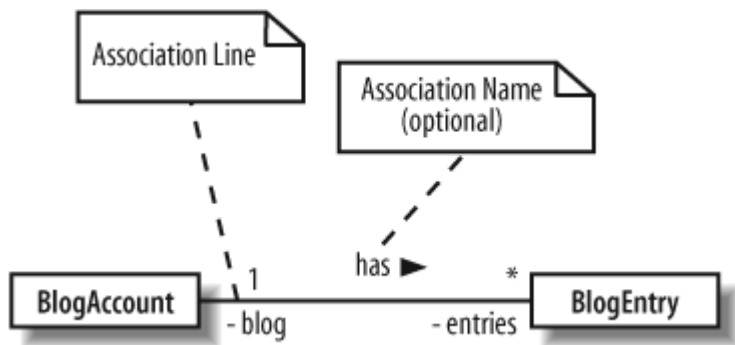 Association Line
Association Name
(optional)
has ►
1
*
BlogAccount
BlogEntry
- blog
- entries